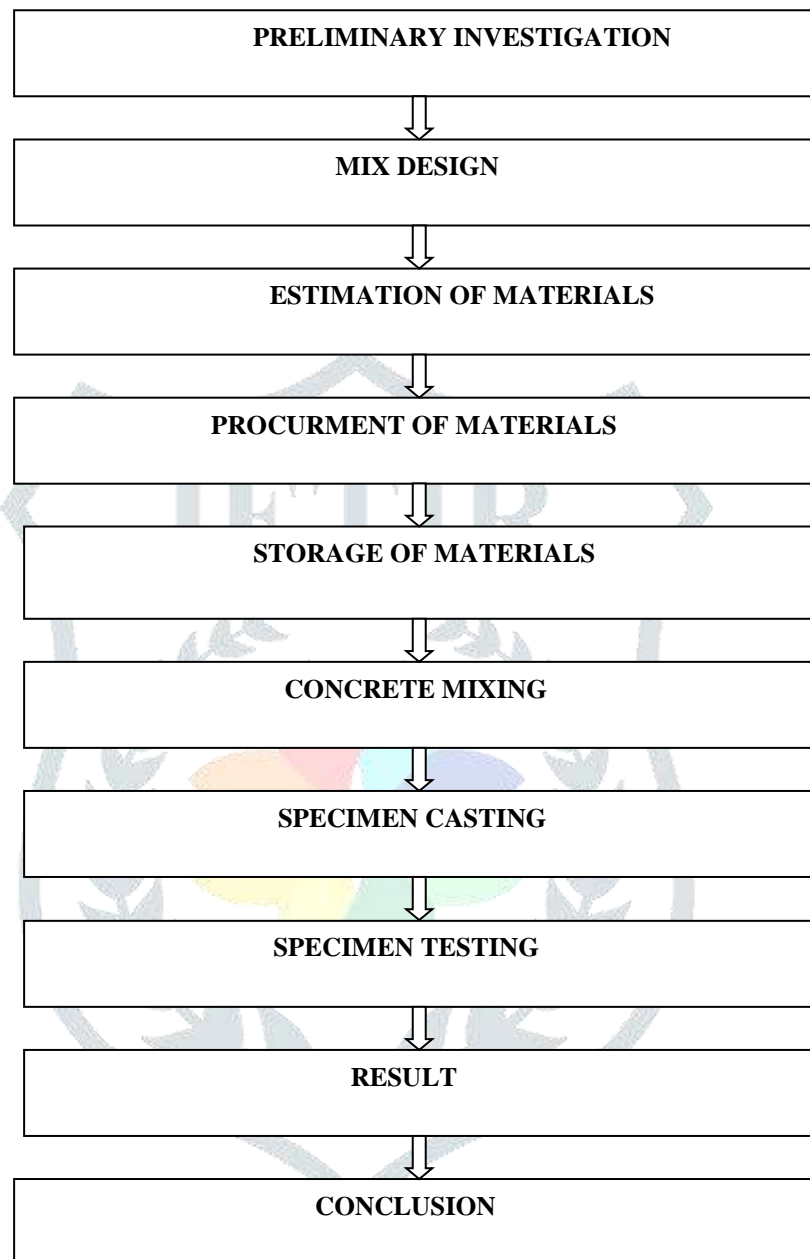 PRELIMINARY INVESTIGATION
MIX DESIGN
ESTIMATION OF MATERIALS
PROCURMENT OF MATERIALS
JETIR
STORAGE OF MATERIALS
CONCRETE MIXING
SPECIMEN CASTING
SPECIMEN TESTING
RESULT
CONCLUSION